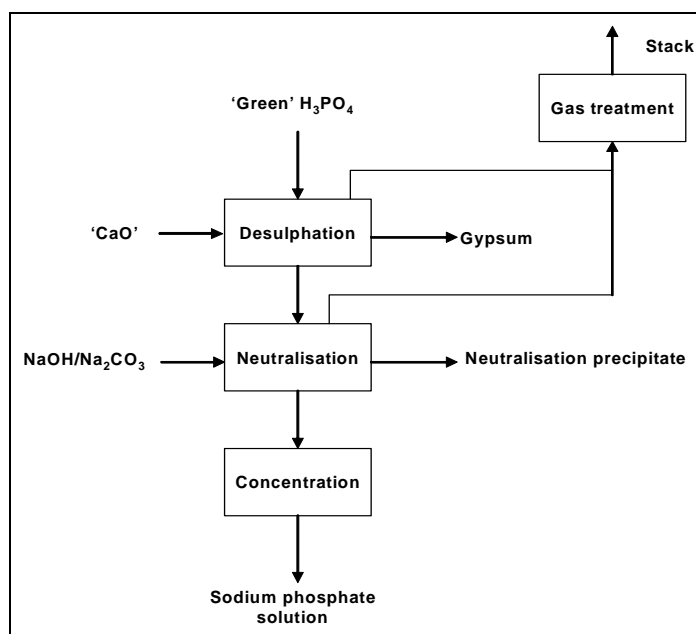 Stack
Gas treatment
‘Green’ H₃PO₄
‘CaO’
Desulphation
Gypsum
NaOH/Na₂CO₃
Neutralisation
Neutralisation precipitate
Concentration
Sodium phosphate
solution